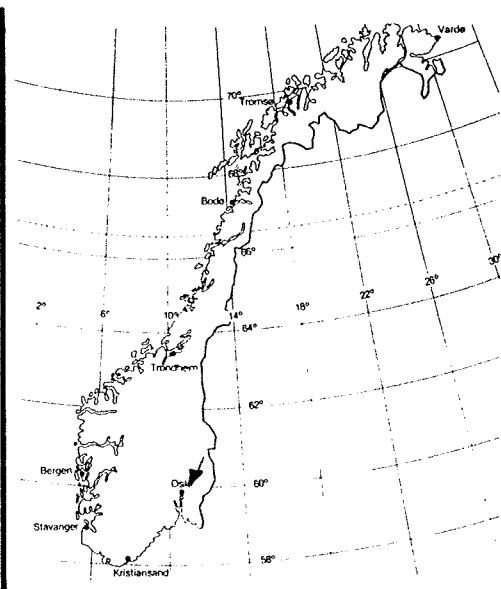 Vardø
70°
Tromsø
68°
Bodø
66°
30°
26°
22°
18°
14°
10°
6°
2°
64°
Trondheim
62°
Bergen
60°
Stavanger
58°
Kristiansand